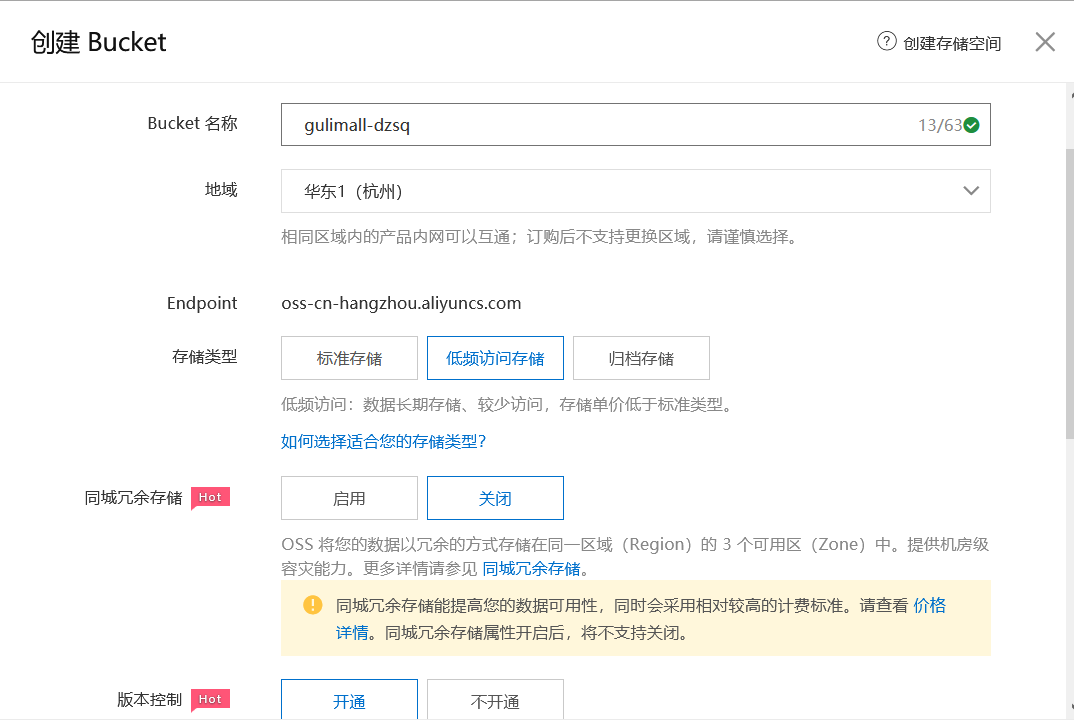 创建 Bucket
创建存储空间
Bucket 名称
gulimall-dzsq
13/63
地域
华东1（杭州）
相同区域内的产品内网可以互通；订购后不支持更换区域，请谨慎选择。
Endpoint
oss-cn-hangzhou.aliyuncs.com
存储类型
标准存储
低频访问存储
归档存储
低频访问：数据长期存储、较少访问，存储单价低于标准类型。
如何选择适合您的存储类型？
同城冗余存储
Hot
启用
关闭
OSS 将您的数据以冗余的方式存储在同一区域（Region）的 3 个可用区（Zone）中。提供机房级
容灾能力。更多详情请参见 同城冗余存储。
同城冗余存储能提高您的数据可用性，同时会采用相对较高的计费标准。请查看 价格
详情。同城冗余存储属性开启后，将不支持关闭。
版本控制
Hot
开通
不开通